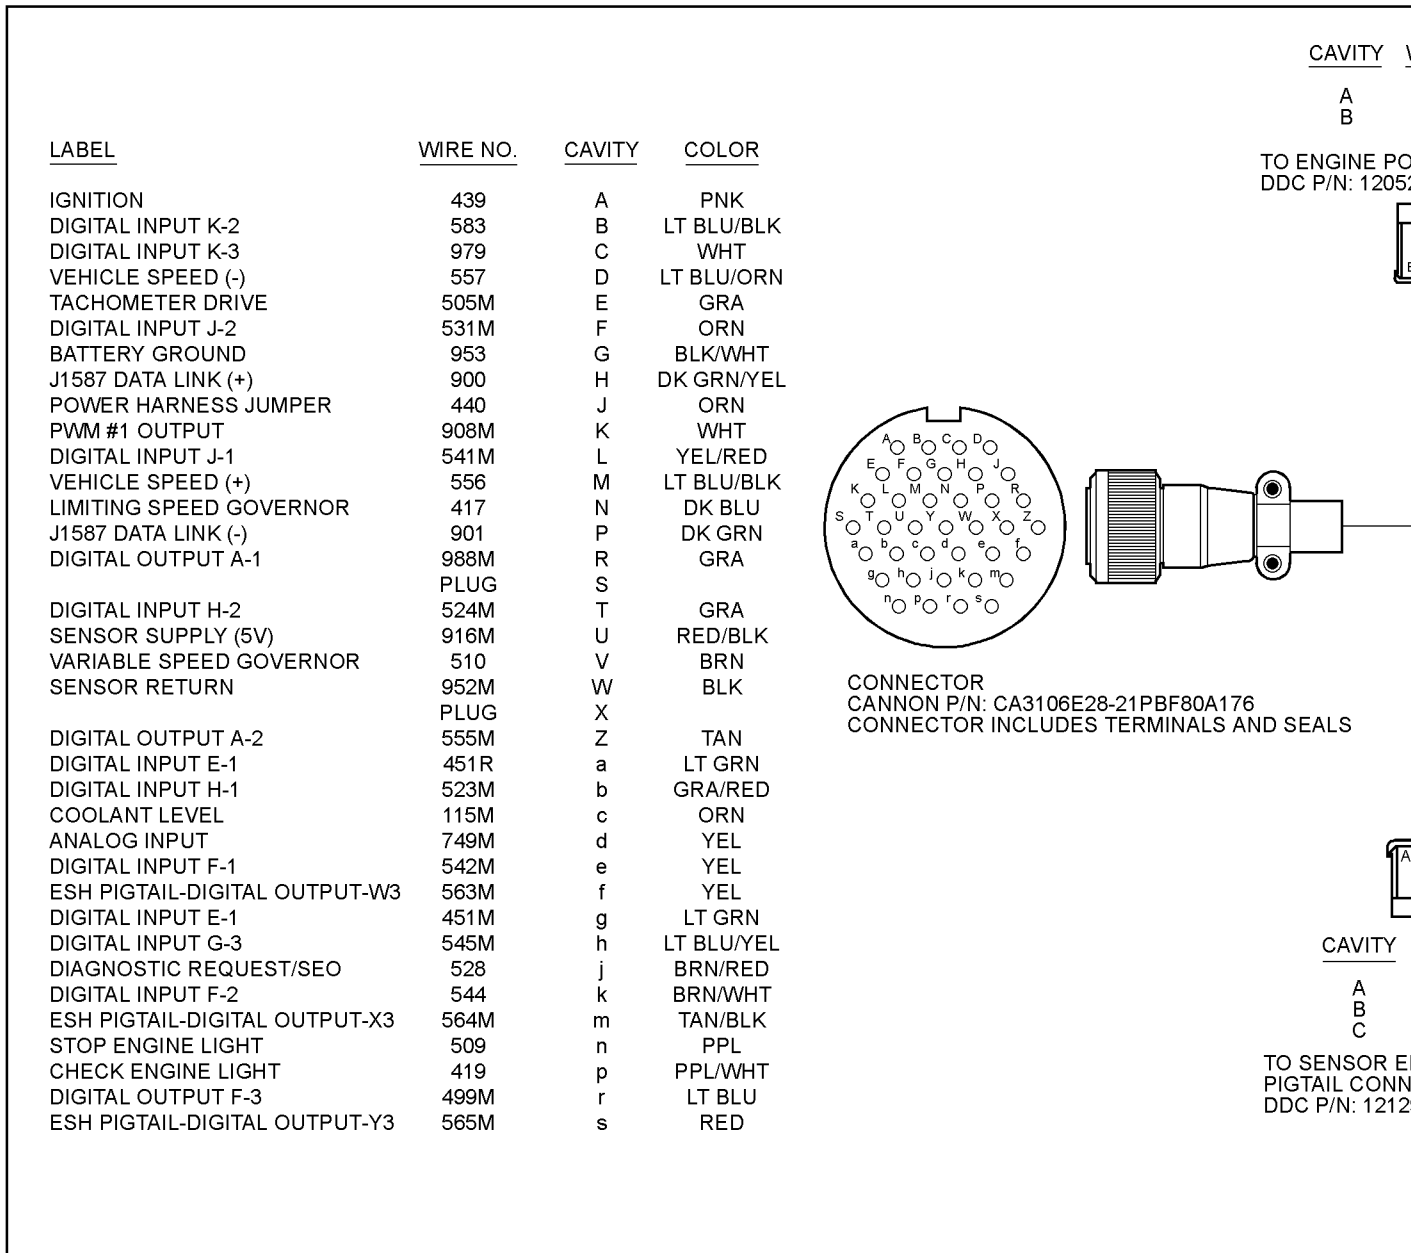 LABEL WIRE NO. CAVITY COLOR
IGNITION 439 A PNK
DIGITAL INPUT K-2 583 B LT BLU/BLK
DIGITAL INPUT K-3 979 C WHT
VEHICLE SPEED (-) 557 D LT BLU/ORN
TACHOMETER DRIVE 505M E GRA
DIGITAL INPUT J-2 531M F ORN
BATTERY GROUND 953 G BLK/WHT
J1587 DATA LINK (+) 900 H DK GRN/YEL
POWER HARNESS JUMPER 440 J ORN
PWM #1 OUTPUT 908M K WHT
DIGITAL INPUT J-1 541M L YEL/RED
VEHICLE SPEED (+) 556 M LT BLU/BLK
LIMITING SPEED GOVERNOR 417 N DK BLU
J1587 DATA LINK (-) 901 P DK GRN
DIGITAL OUTPUT A-1 988M R GRA
PLUG S
DIGITAL INPUT H-2 524M T GRA
SENSOR SUPPLY (5V) 916M U RED/BLK
VARIABLE SPEED GOVERNOR 510 V BRN
SENSOR RETURN 952M W BLK
PLUG X
DIGITAL OUTPUT A-2 555M Z TAN
DIGITAL INPUT E-1 451R a LT GRN
DIGITAL INPUT H-1 523M b GRA/RED
COOLANT LEVEL 115M c ORN
ANALOG INPUT 749M d YEL
DIGITAL INPUT F-1 542M e YEL
ESH PIGTAIL-DIGITAL OUTPUT-W3 563M f YEL
DIGITAL INPUT E-1 451M g LT GRN
DIGITAL INPUT G-3 545M h LT BLU/YEL
DIAGNOSTIC REQUEST/SEO 528 j BRN/RED
DIGITAL INPUT F-2 544 k BRN/WHT
ESH PIGTAIL-DIGITAL OUTPUT-X3 564M m TAN/BLK
STOP ENGINE LIGHT 509 n PPL
CHECK ENGINE LIGHT 419 p PPL/WHT
DIGITAL OUTPUT F-3 499M r LT BLU
ESH PIGTAIL-DIGITAL OUTPUT-Y3 565M s RED
A B C D
E F G H J
K L M N P R
S T U Y W X Z
a b c d e f
g h j k m
n p r s
CONNECTOR
CANNON P/N: CA3106E28-21PBF80A176
CONNECTOR INCLUDES TERMINALS AND SEALS
CAVITY
A
B
TO ENGINE PO
DDC P/N: 12052
A
CAVITY
A
B
C
TO SENSOR E
PIGTAIL CONN
DDC P/N: 1212